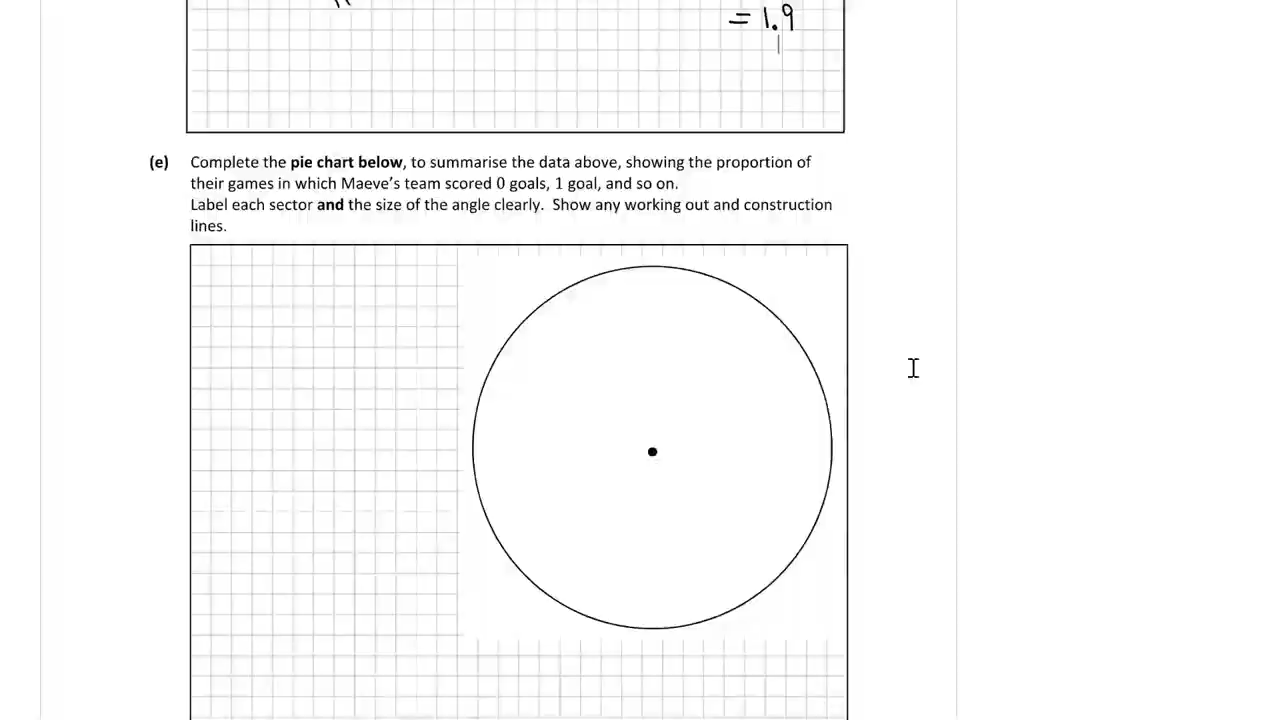 = 1.9
(e) Complete the pie chart below, to summarise the data above, showing the proportion of
their games in which Maeve's team scored 0 goals, 1 goal, and so on.
Label each sector and the size of the angle clearly. Show any working out and construction
lines.